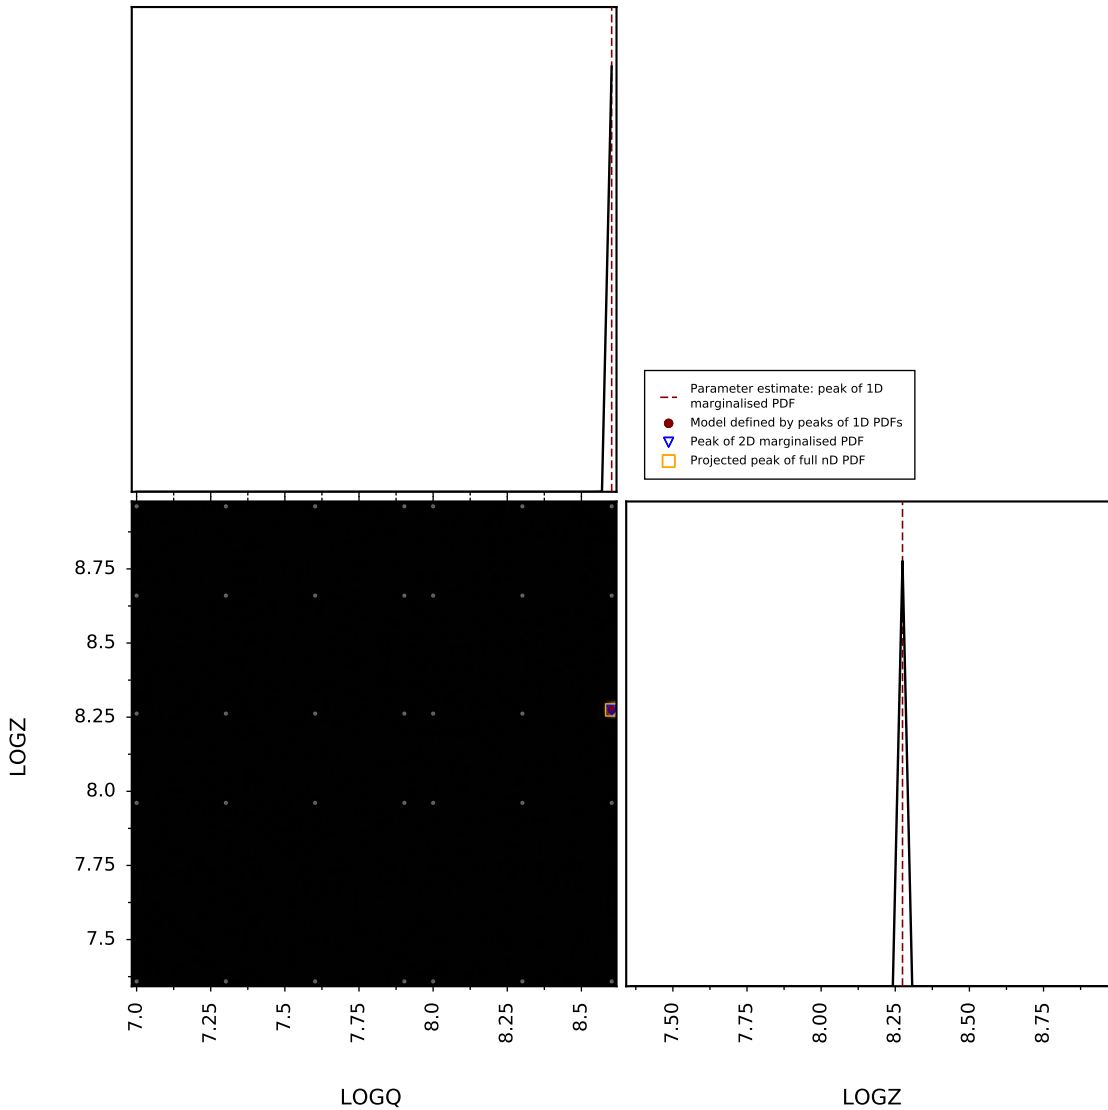 Parameter estimate: peak of 1D
marginalised PDF
Model defined by peaks of 1D PDFs
Peak of 2D marginalised PDF
Projected peak of full nD PDF
8.75
8.5
8.25
8.0
7.75
7.5
LOGZ
7.0 7.25 7.5 7.75 8.0 8.25 8.5
7.50 7.75 8.00 8.25 8.50 8.75
LOGQ
LOGZ